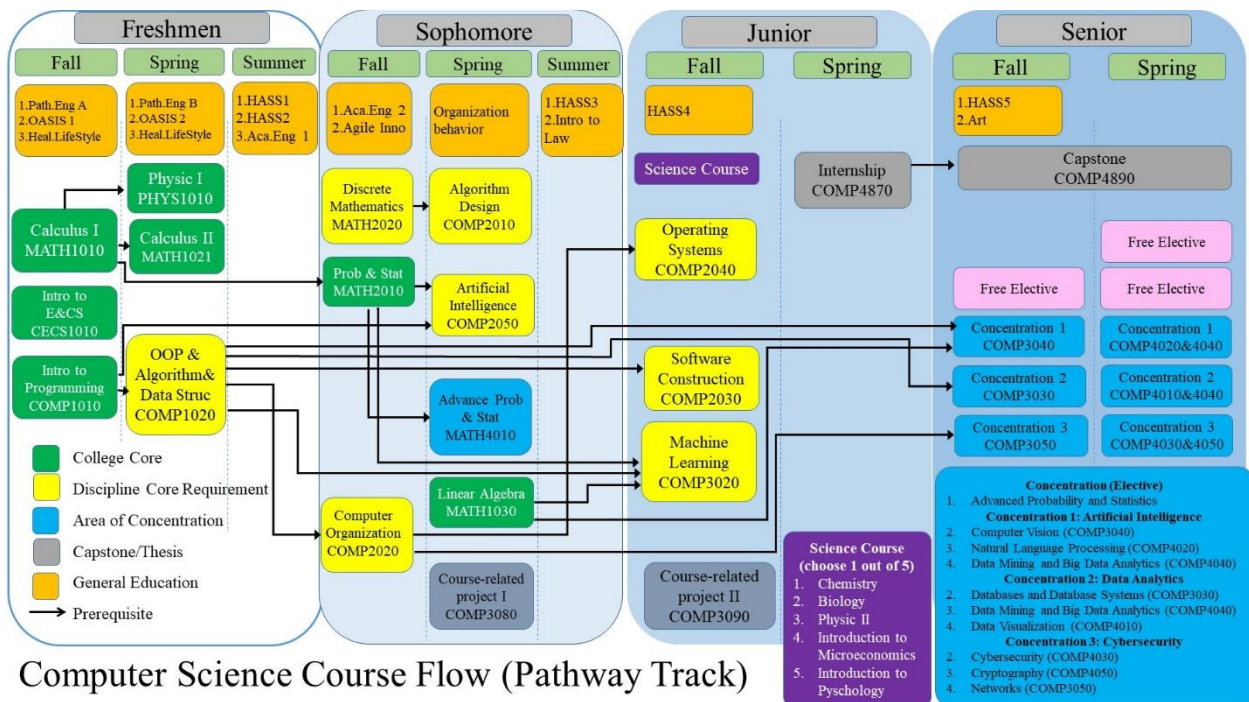 Freshmen
Fall
Spring
Summer
1.Path.Eng A
2.OASIS 1
3.Heal.LifeStyle
1.Path.Eng B
2.OASIS 2
3.Heal.LifeStyle
1.HASS1
2.HASS2
3.Aca.Eng 1
Physic I
PHYS1010
Calculus I
MATH1010
Calculus II
MATH1021
Intro to
E&CS
CECS1010
Intro to
Programming
COMP1010
OOP &
Algorithm&
Data Struc
COMP1020
College Core
Discipline Core Requirement
Area of Concentration
Capstone/Thesis
General Education
Prerequisite
Sophomore
Fall
Spring
Summer
1.Aca.Eng 2
2.Agile Inno
Organization
behavior
1.HASS3
2.Intro to
Law
Discrete
Mathematics
MATH2020
Algorithm
Design
COMP2010
Prob & Stat
MATH2010
Artificial
Intelligence
COMP2050
Advance Prob
& Stat
MATH4010
Linear Algebra
MATH1030
Computer
Organization
COMP2020
Course-related
project I
COMP3080
Junior
Fall
Spring
HASS4
Science Course
Internship
COMP4870
Operating
Systems
COMP2040
Software
Construction
COMP2030
Machine
Learning
COMP3020
Course-related
project II
COMP3090
Science Course
(choose 1 out of 5)
1. Chemistry
2. Biology
3. Physic II
4. Introduction to
Microeconomics
5. Introduction to
Pyschology
Senior
Fall
Spring
1.HASS5
2.Art
Capstone
COMP4890
Free Elective
Free Elective
Free Elective
Concentration 1
COMP3040
Concentration 1
COMP4020&4040
Concentration 2
COMP3030
Concentration 2
COMP4010&4040
Concentration 3
COMP3050
Concentration 3
COMP4030&4050
Concentration (Elective)
1. Advanced Probability and Statistics
Concentration 1: Artificial Intelligence
2. Computer Vision (COMP3040)
3. Natural Language Processing (COMP4020)
4. Data Mining and Big Data Analytics (COMP4040)
Concentration 2: Data Analytics
2. Databases and Database Systems (COMP3030)
3. Data Mining and Big Data Analytics (COMP4040)
4. Data Visualization (COMP4010)
Concentration 3: Cybersecurity
2. Cybersecurity (COMP4030)
3. Cryptography (COMP4050)
4. Networks (COMP3050)
Computer Science Course Flow (Pathway Track)